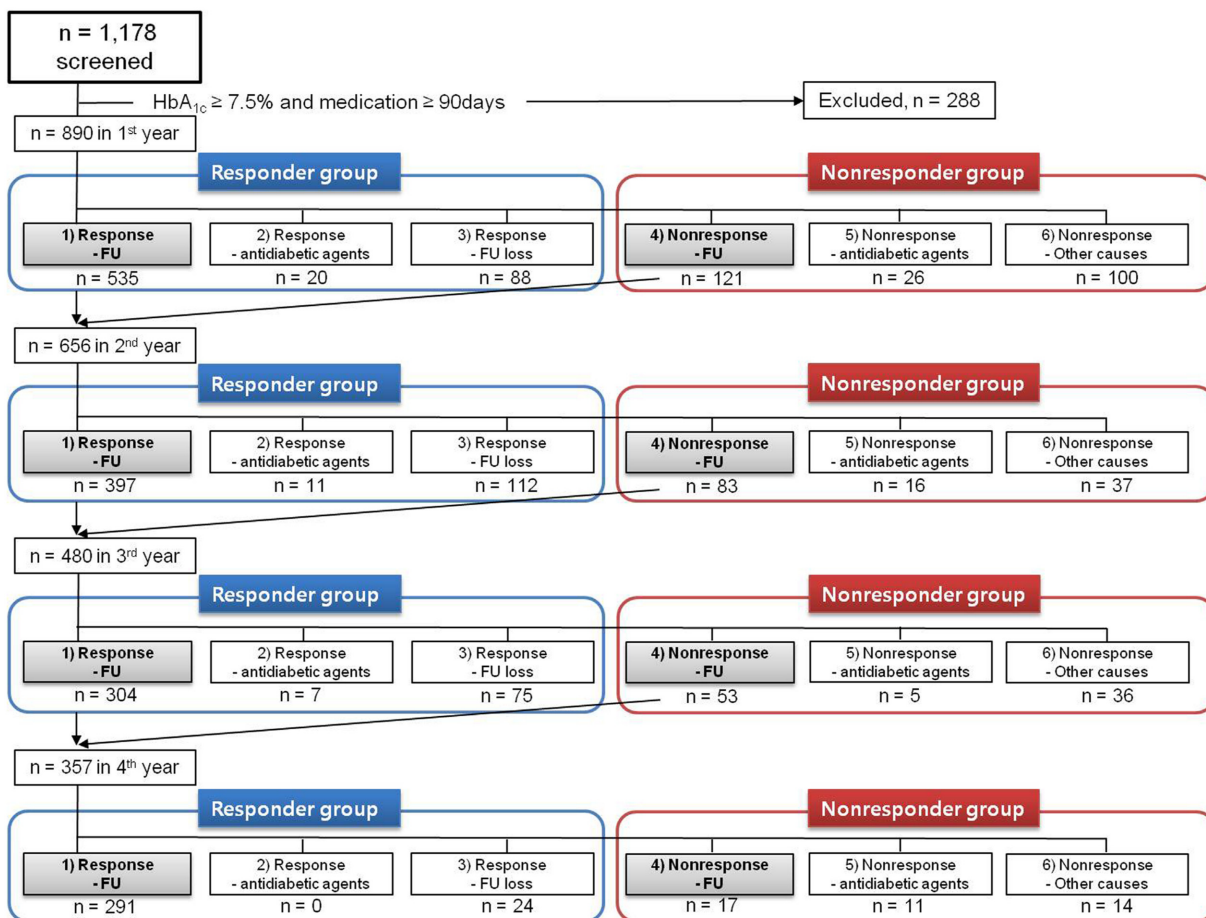 n = 1,178
screened
HbA1c ≥ 7.5% and medication ≥ 90days
Excluded, n = 288
n = 890 in 1st year
Responder group
Nonresponder group
1) Response
- FU
2) Response
- antidiabetic agents
3) Response
- FU loss
4) Nonresponse
- FU
5) Nonresponse
- antidiabetic agents
6) Nonresponse
- Other causes
n = 535
n = 20
n = 88
n = 121
n = 26
n = 100
n = 656 in 2nd year
Responder group
Nonresponder group
1) Response
- FU
2) Response
- antidiabetic agents
3) Response
- FU loss
4) Nonresponse
- FU
5) Nonresponse
- antidiabetic agents
6) Nonresponse
- Other causes
n = 397
n = 11
n = 112
n = 83
n = 16
n = 37
n = 480 in 3rd year
Responder group
Nonresponder group
1) Response
- FU
2) Response
- antidiabetic agents
3) Response
- FU loss
4) Nonresponse
- FU
5) Nonresponse
- antidiabetic agents
6) Nonresponse
- Other causes
n = 304
n = 7
n = 75
n = 53
n = 5
n = 36
n = 357 in 4th year
Responder group
Nonresponder group
1) Response
- FU
2) Response
- antidiabetic agents
3) Response
- FU loss
4) Nonresponse
- FU
5) Nonresponse
- antidiabetic agents
6) Nonresponse
- Other causes
n = 291
n = 0
n = 24
n = 17
n = 11
n = 14